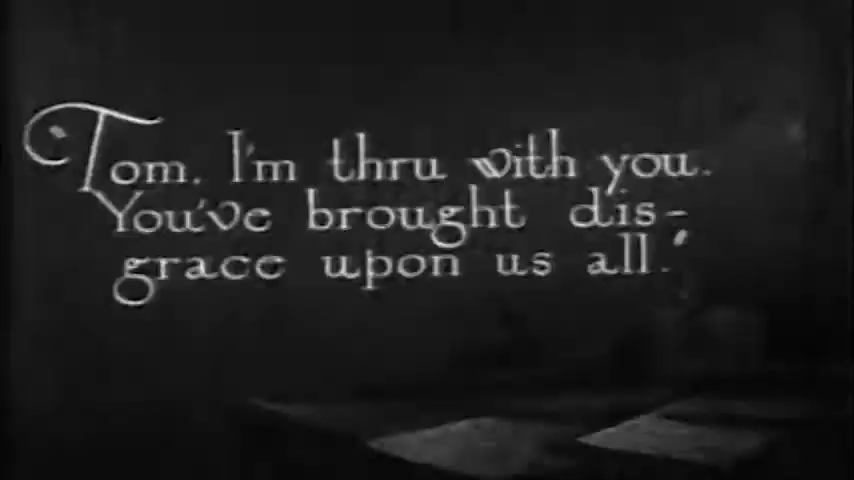 Tom. I'm thru with you.
You've brought dis-
grace upon us all."